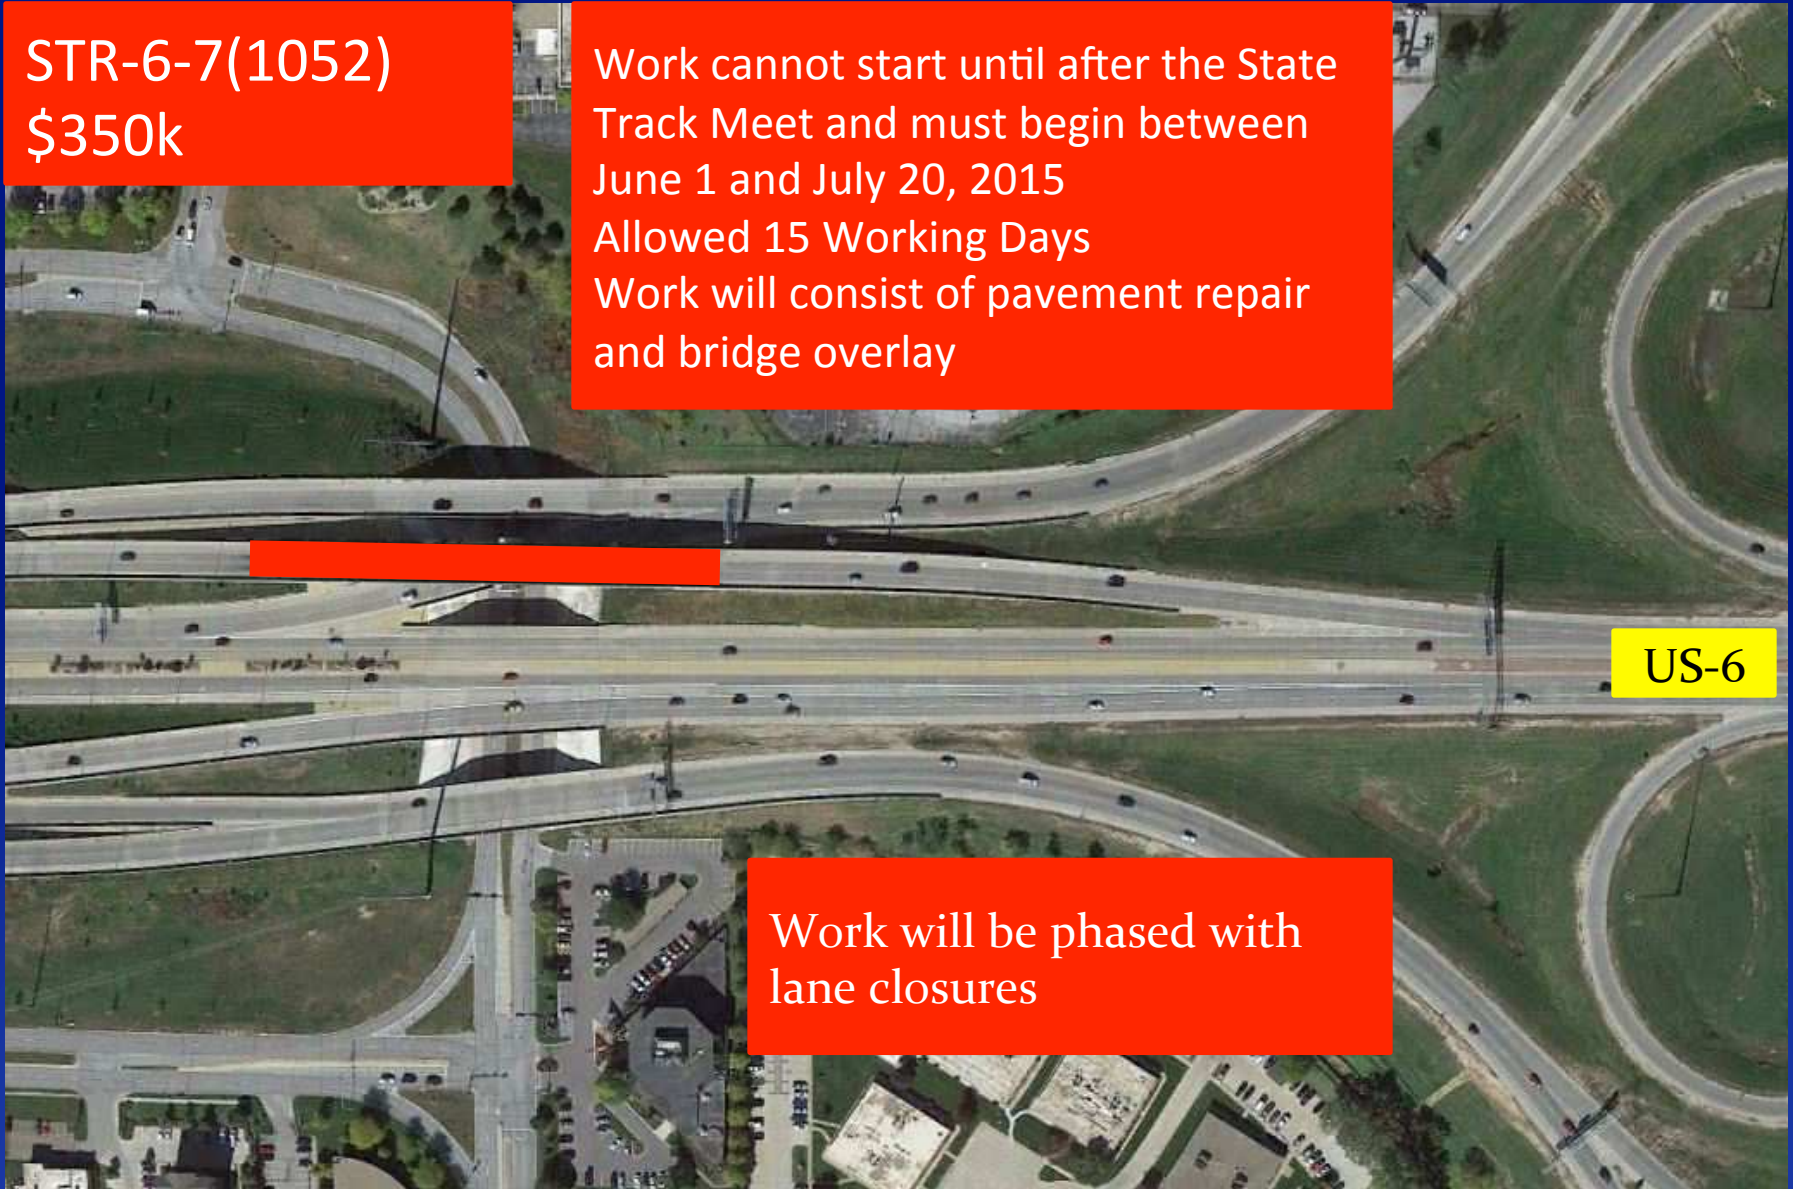 STR-6-7(1052)
$350k
Work cannot start until after the State
Track Meet and must begin between
June 1 and July 20, 2015
Allowed 15 Working Days
Work will consist of pavement repair
and bridge overlay
US-6
Work will be phased with
lane closures